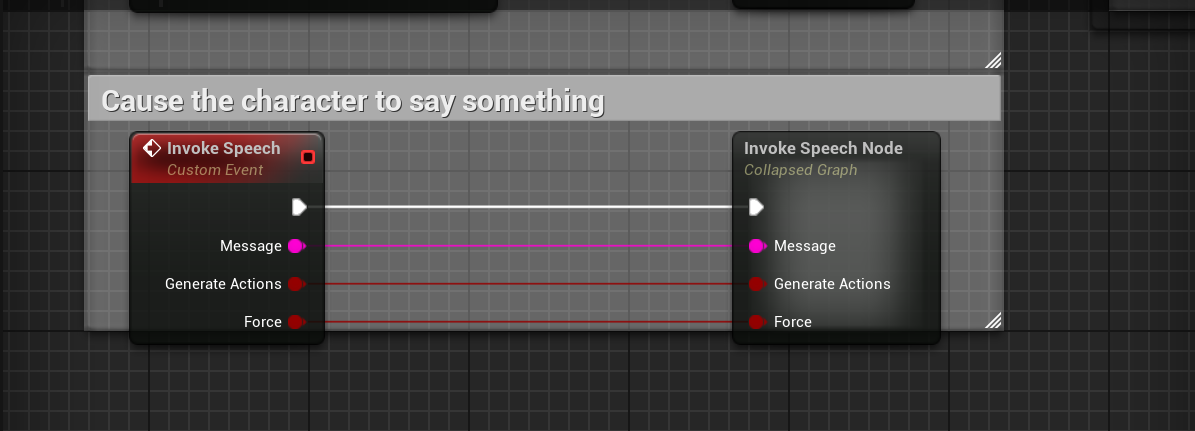 Cause the character to say something
Invoke Speech
Custom Event
Message
Generate Actions
Force
Invoke Speech Node
Collapsed Graph
Message
Generate Actions
Force